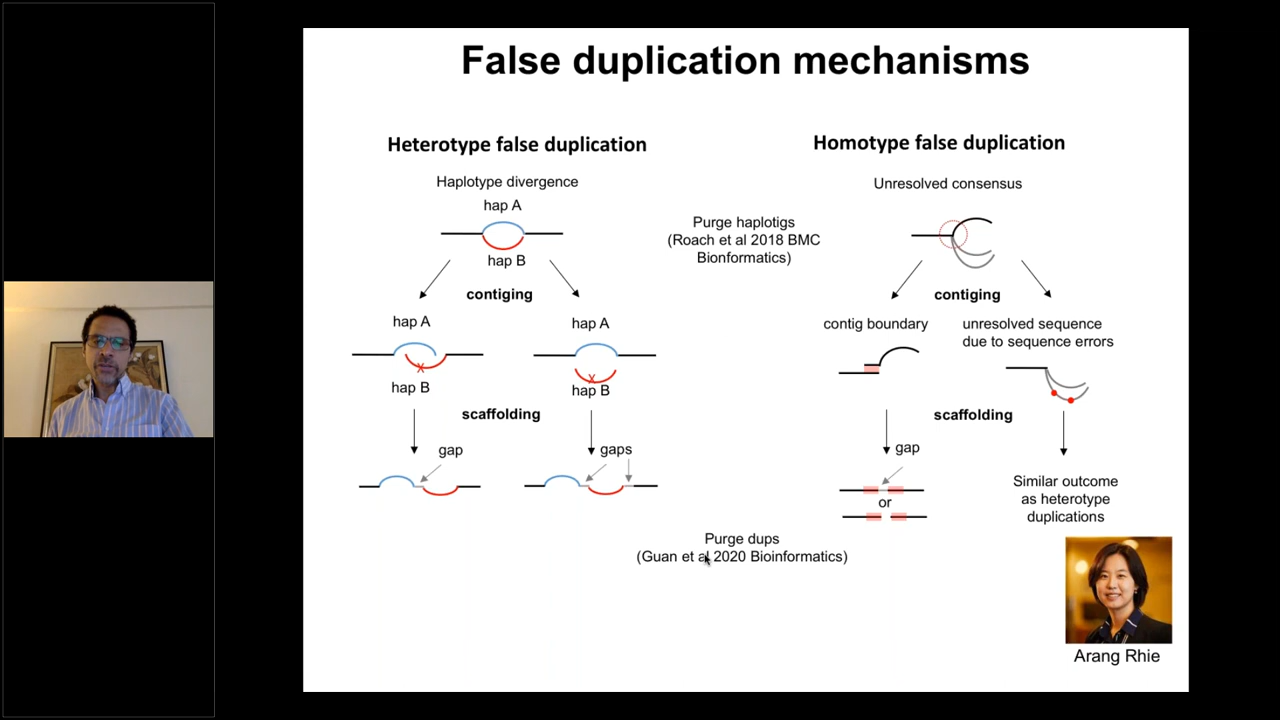 False duplication mechanisms
Heterotype false duplication
Haplotype divergence
hap A
hap B
contiging
hap A
hap A
hap B
hap B
scaffolding
gap
gaps
Purge haplotigs
(Roach et al 2018 BMC
Bioinformatics)
Purge dups
(Guan et al 2020 Bioinformatics)
Homotype false duplication
Unresolved consensus
contiging
contig boundary
unresolved sequence
due to sequence errors
scaffolding
gap
or
Similar outcome
as heterotype
duplications
Arang Rhie